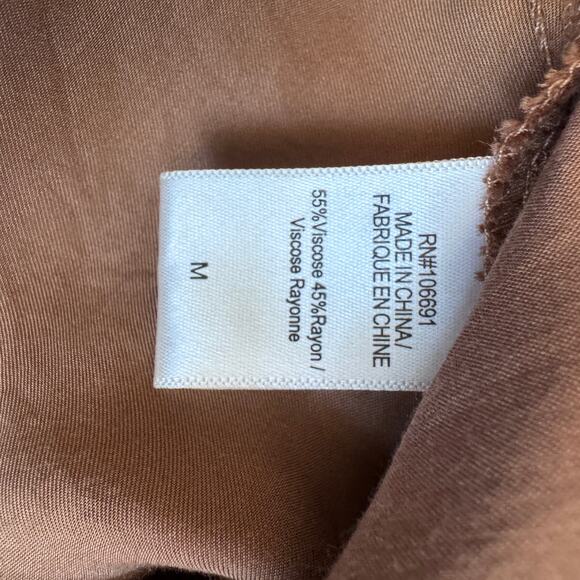 RN#106691
MADE IN CHINA/
FABRIQUE EN CHINE
55%Viscose 45%Rayon /
Viscose Rayonne
M